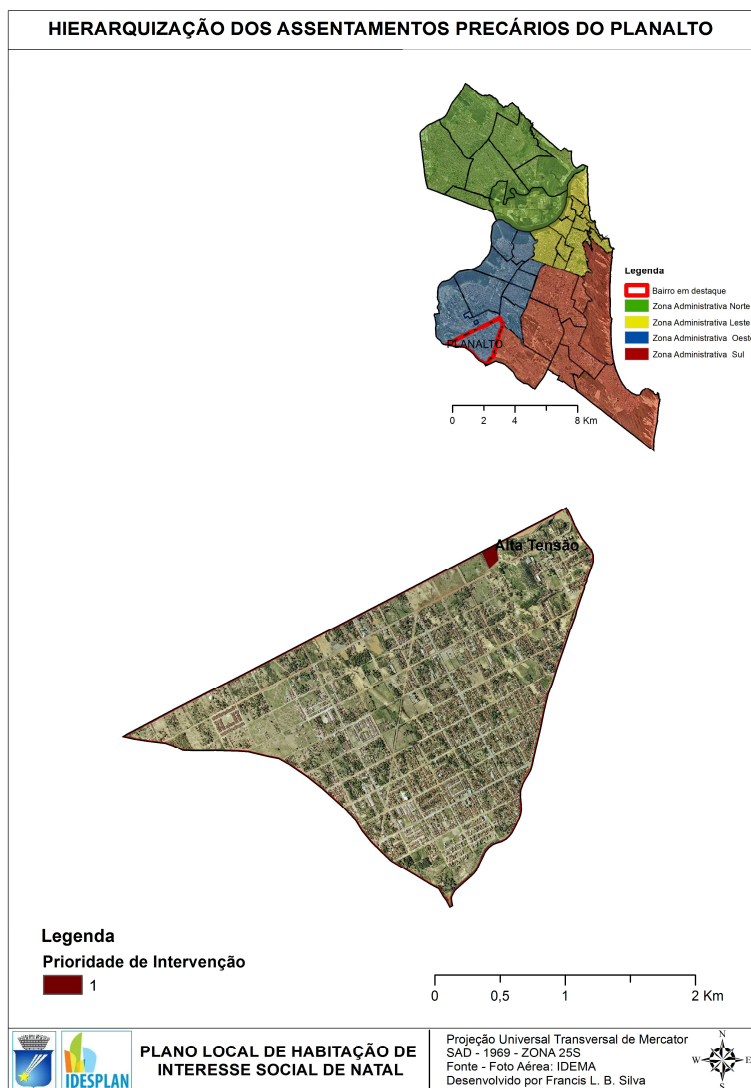 HIERARQUIZAÇÃO DOS ASSENTAMENTOS PRECÁRIOS DO PLANALTO
Legenda
Bairro em destaque
Zona Administrativa Norte
Zona Administrativa Leste
Zona Administrativa Oeste
Zona Administrativa Sul
PLANALTO
0 2 4 8 Km
Alta Tensão
Legenda
Prioridade de Intervenção
1
0 0,5 1 2 Km
IDESPLAN
PLANO LOCAL DE HABITAÇÃO DE
INTERESSE SOCIAL DE NATAL
Projeção Universal Transversal de Mercator
SAD - 1969 - ZONA 25S
Fonte - Foto Aérea: IDEMA
Desenvolvido por Francis L. B. Silva
N
W E
S